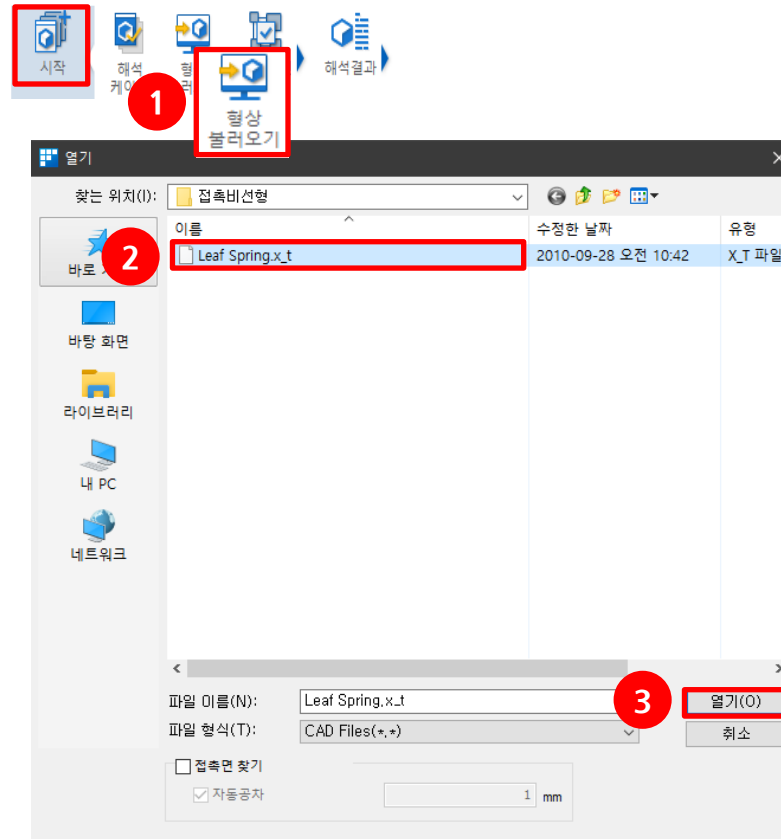 시작
해석
형상
불러오기
해석결과
1
열기
찾는 위치(I):
접촉비선형
이름
수정한 날짜
유형
Leaf Spring.x_t
2010-09-28 오전 10:42
X_T 파일
바로
2
바탕 화면
라이브러리
내 PC
네트워크
파일 이름(N):
Leaf Spring.x_t
3
열기(O)
파일 형식(T):
CAD Files(*.*)
취소
접촉면 찾기
자동공차
1 mm